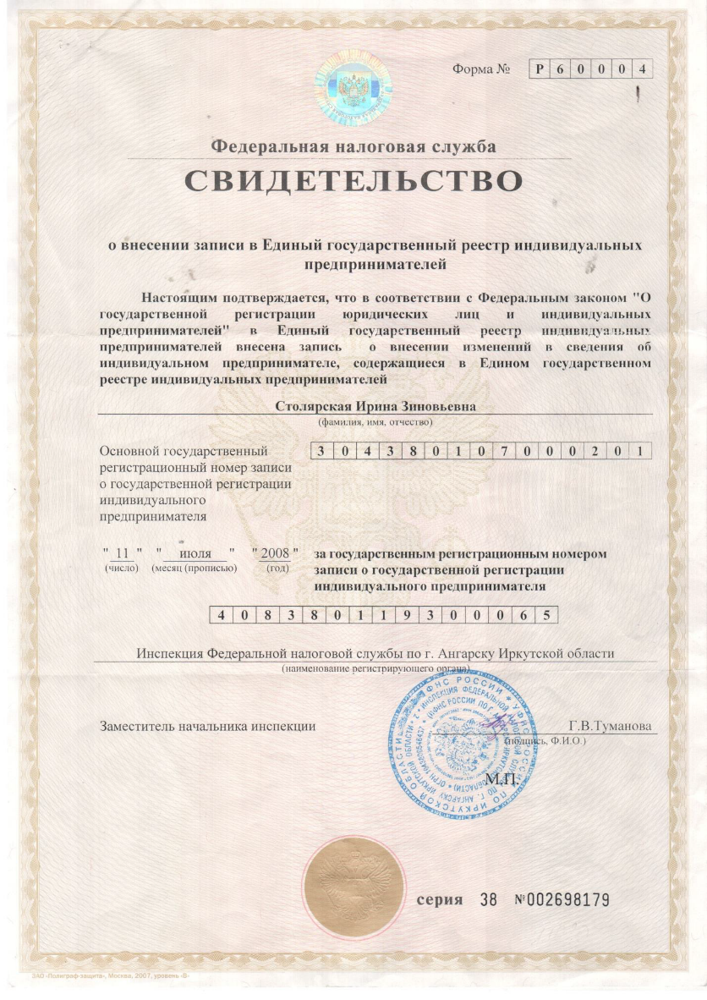 Форма № Р 6 0 0 0 4
Федеральная налоговая служба
СВИДЕТЕЛЬСТВО
о внесении записи в Единый государственный реестр индивидуальных
предпринимателей
Настоящим подтверждается, что в соответствии с Федеральным законом "О
государственной регистрации юридических лиц и индивидуальных
предпринимателей" в Единый государственный реестр индивидуальных
предпринимателей внесена запись о внесении изменений в сведения об
индивидуальном предпринимателе, содержащиеся в Едином государственном
реестре индивидуальных предпринимателей
Столярская Ирина Зиновьевна
(фамилия, имя, отчество)
Основной государственный 3 0 4 3 8 0 1 0 7 0 0 0 2 0 1
регистрационный номер записи
о государственной регистрации
индивидуального
предпринимателя
" 11 " " июля " " 2008 " за государственным регистрационным номером
(число) (месяц (прописью) (год) записи о государственной регистрации
индивидуального предпринимателя
4 0 8 3 8 0 1 1 9 3 0 0 0 6 5
Инспекция Федеральной налоговой службы по г. Ангарску Иркутской области
(наименование регистрирующего органа)
Заместитель начальника инспекции Г.В.Туманова
(подпись, Ф.И.О.)
М.П.
серия 38 №002698179
ЗАО «Полиграф-защита», Москва, 2007, уровень «В»